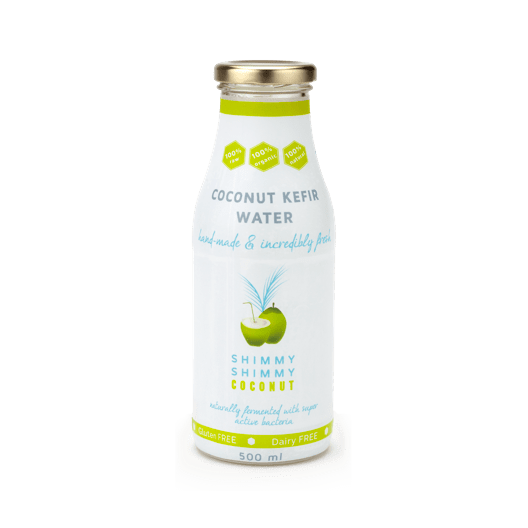 100% raw
100% organic
100% natural
COCONUT KEFIR
WATER
hand-made & incredibly fresh
SHIMMY
SHIMMY
COCONUT
naturally fermented with super
active bacteria
Gluten FREE Dairy FREE
500 ml